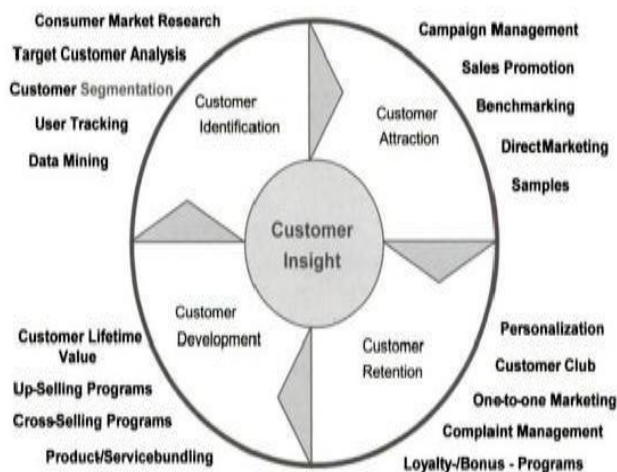 Consumer Market Research
Target Customer Analysis
Customer Segmentation
User Tracking
Data Mining
Customer
Identification
Campaign Management
Sales Promotion
Benchmarking
DirectMarketing
Samples
Customer
Attraction
Customer
Insight
Customer
Development
Customer Lifetime
Value
Up-Selling Programs
Cross-Selling Programs
Product/Servicebundling
Customer
Retention
Personalization
Customer Club
One-to-one Marketing
Complaint Management
Loyalty-/Bonus - Programs